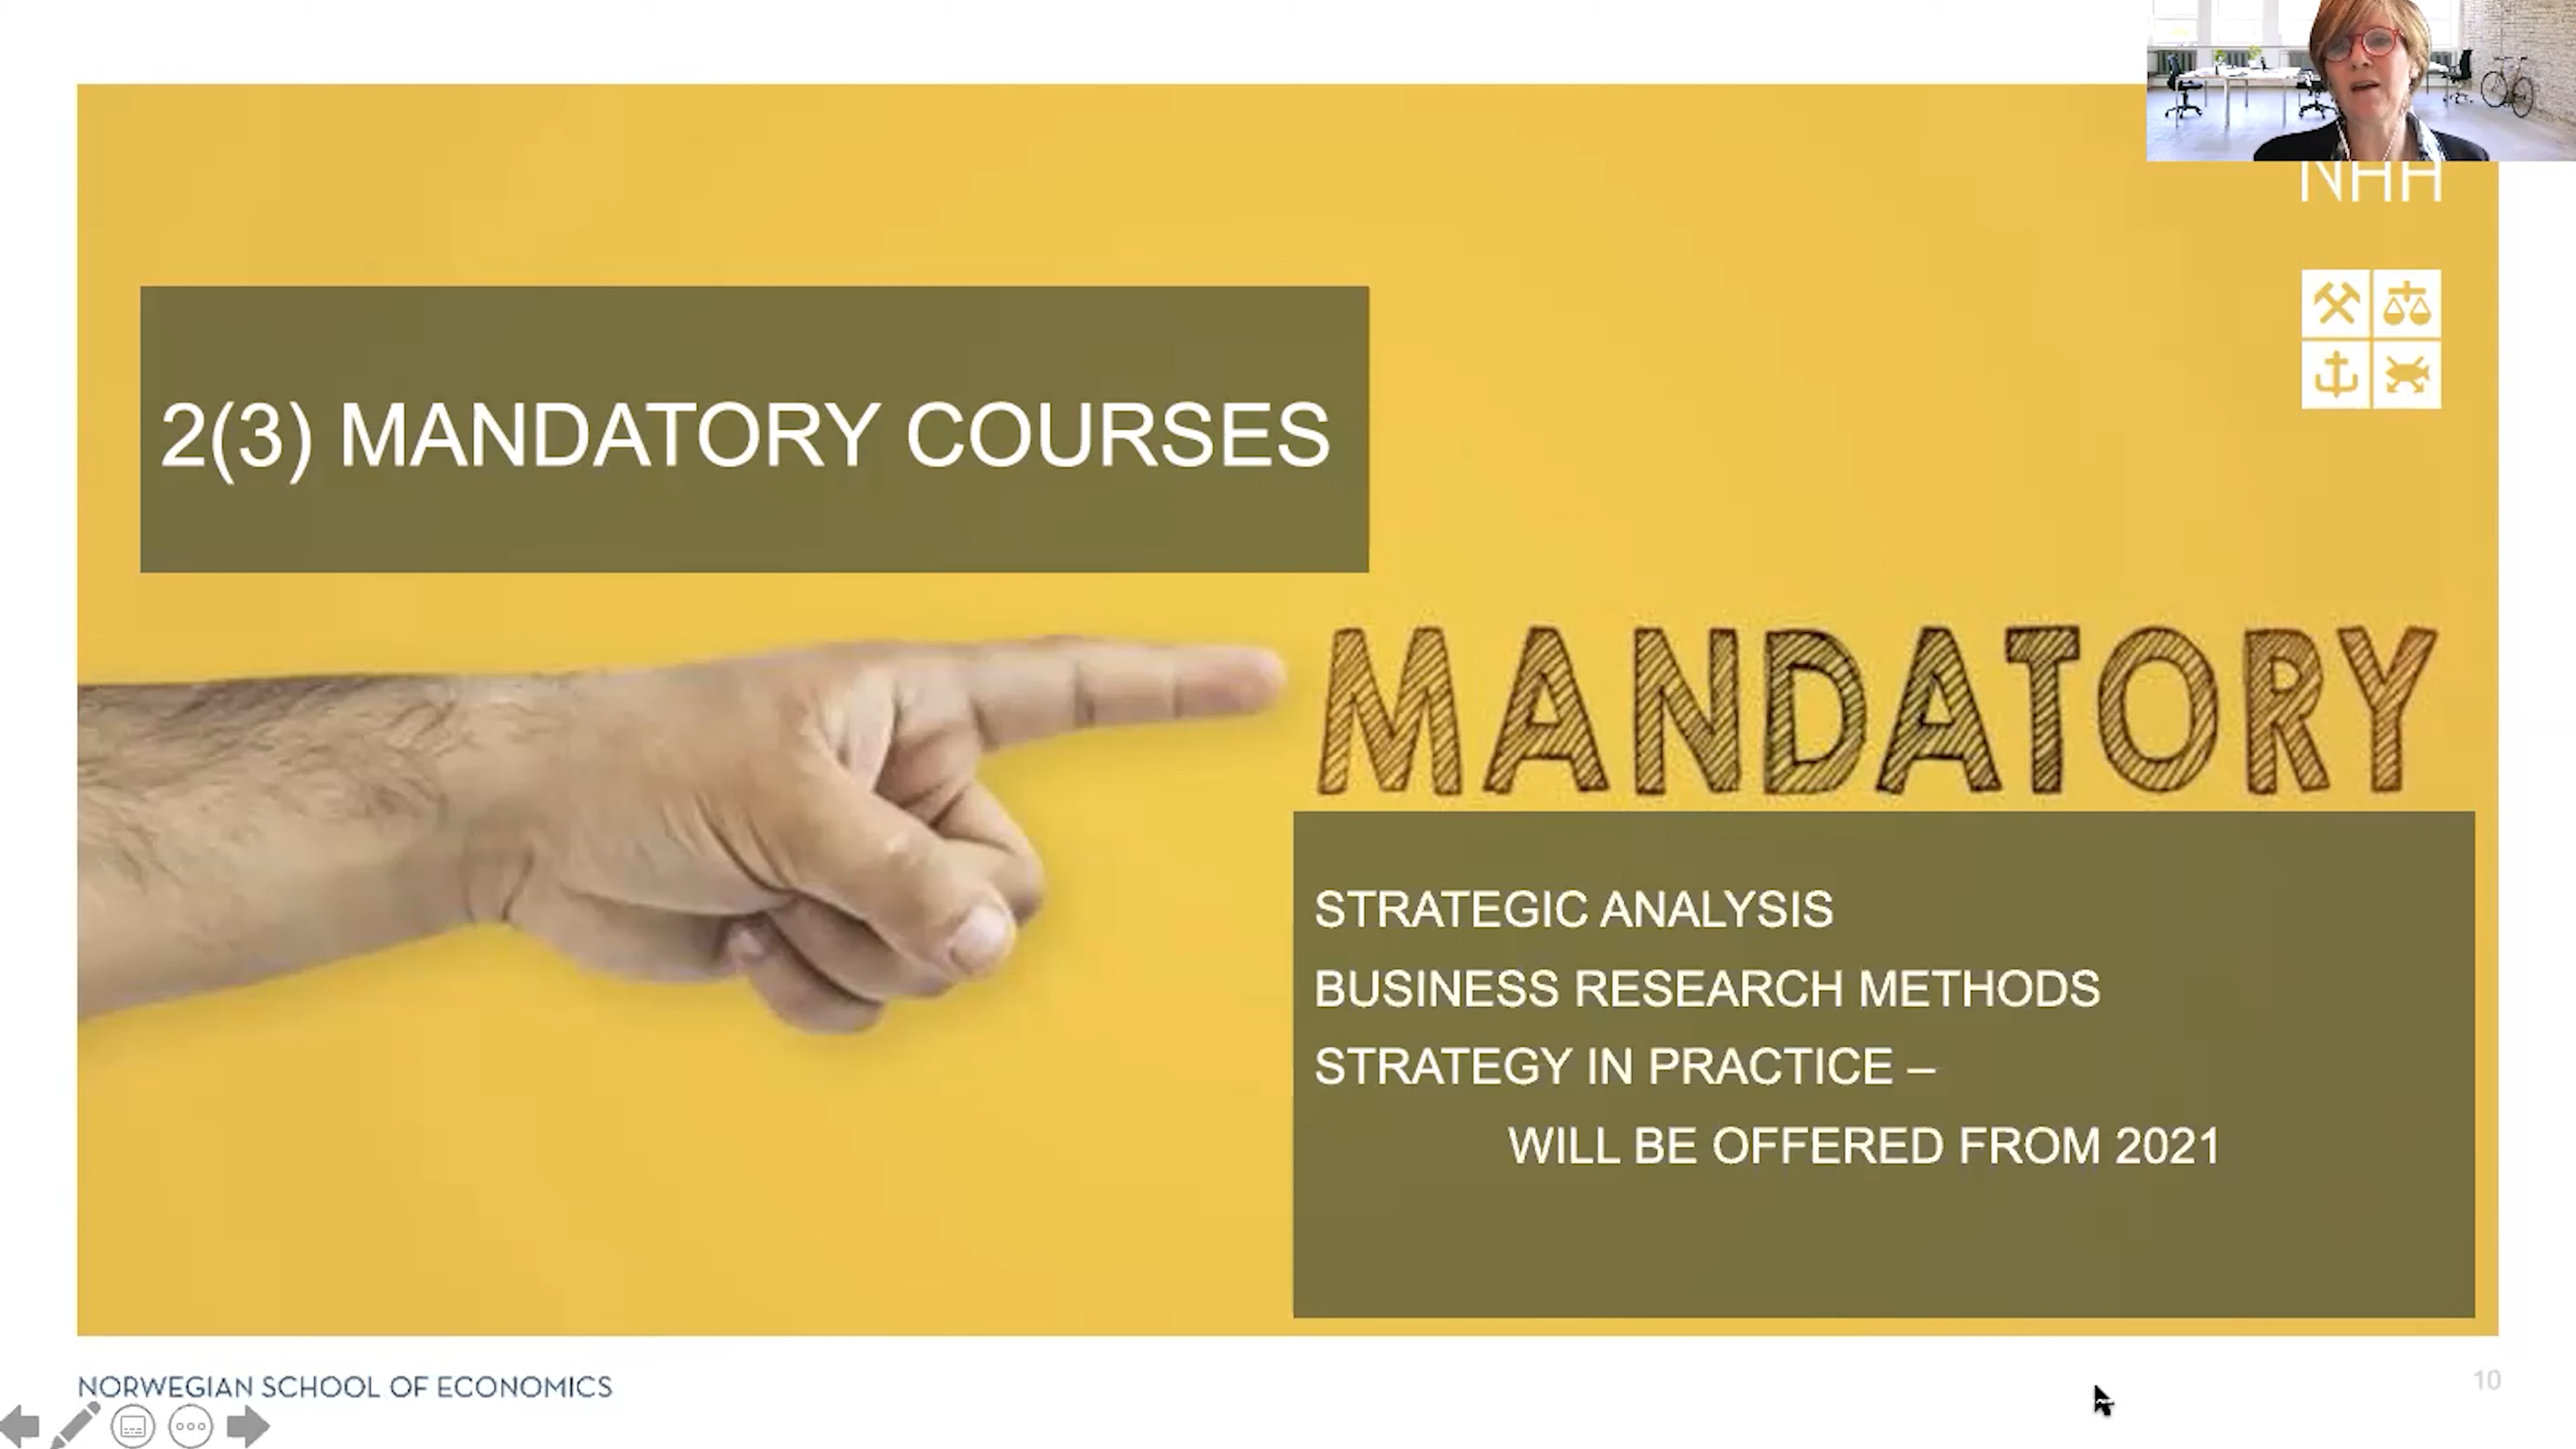 NHH
2(3) MANDATORY COURSES
MANDATORY
STRATEGIC ANALYSIS
BUSINESS RESEARCH METHODS
STRATEGY IN PRACTICE –
WILL BE OFFERED FROM 2021
NORWEGIAN SCHOOL OF ECONOMICS
10